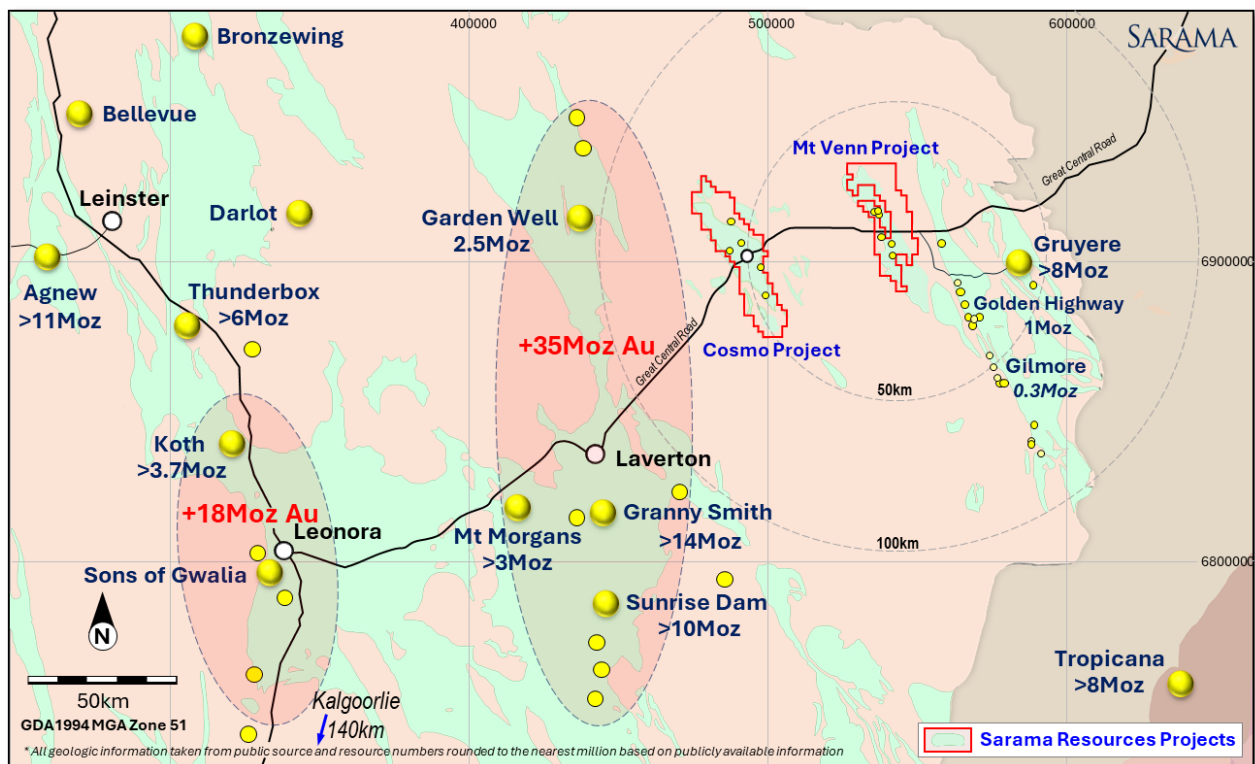 400000
500000
600000
SARAMA
Bronzewing
Bellevue
Mt Venn Project
Great Central Road
Leinster
Darlot
Garden Well
2.5Moz
Gruyere
>8Moz
6900000
Agnew
>11Moz
Thunderbox
>6Moz
Golden Highway
1Moz
+35Moz Au
Great Central Road
Cosmo Project
Gilmore
0.3Moz
50km
Koth
>3.7Moz
Laverton
+18Moz Au
Leonora
Mt Morgans
>3Moz
Granny Smith
>14Moz
100km
6800000
Sons of Gwalia
Sunrise Dam
>10Moz
N
Tropicana
>8Moz
50km
Kalgoorlie
140km
GDA1994 MGA Zone 51
* All geologic information taken from public source and resource numbers rounded to the nearest million based on publicly available information
Sarama Resources Projects